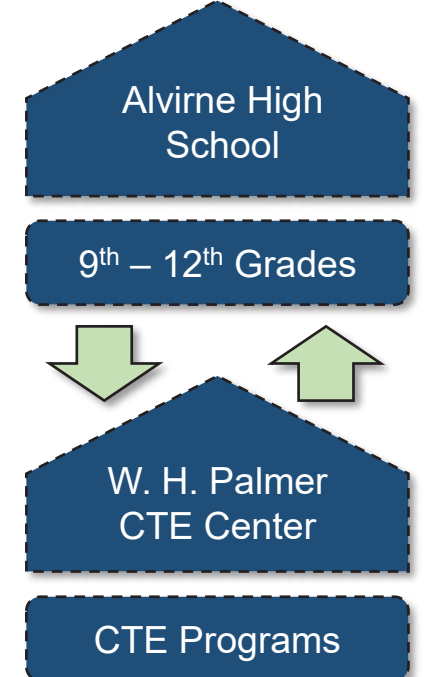 Alvirne High
School
9th – 12th Grades
W. H. Palmer
CTE Center
CTE Programs